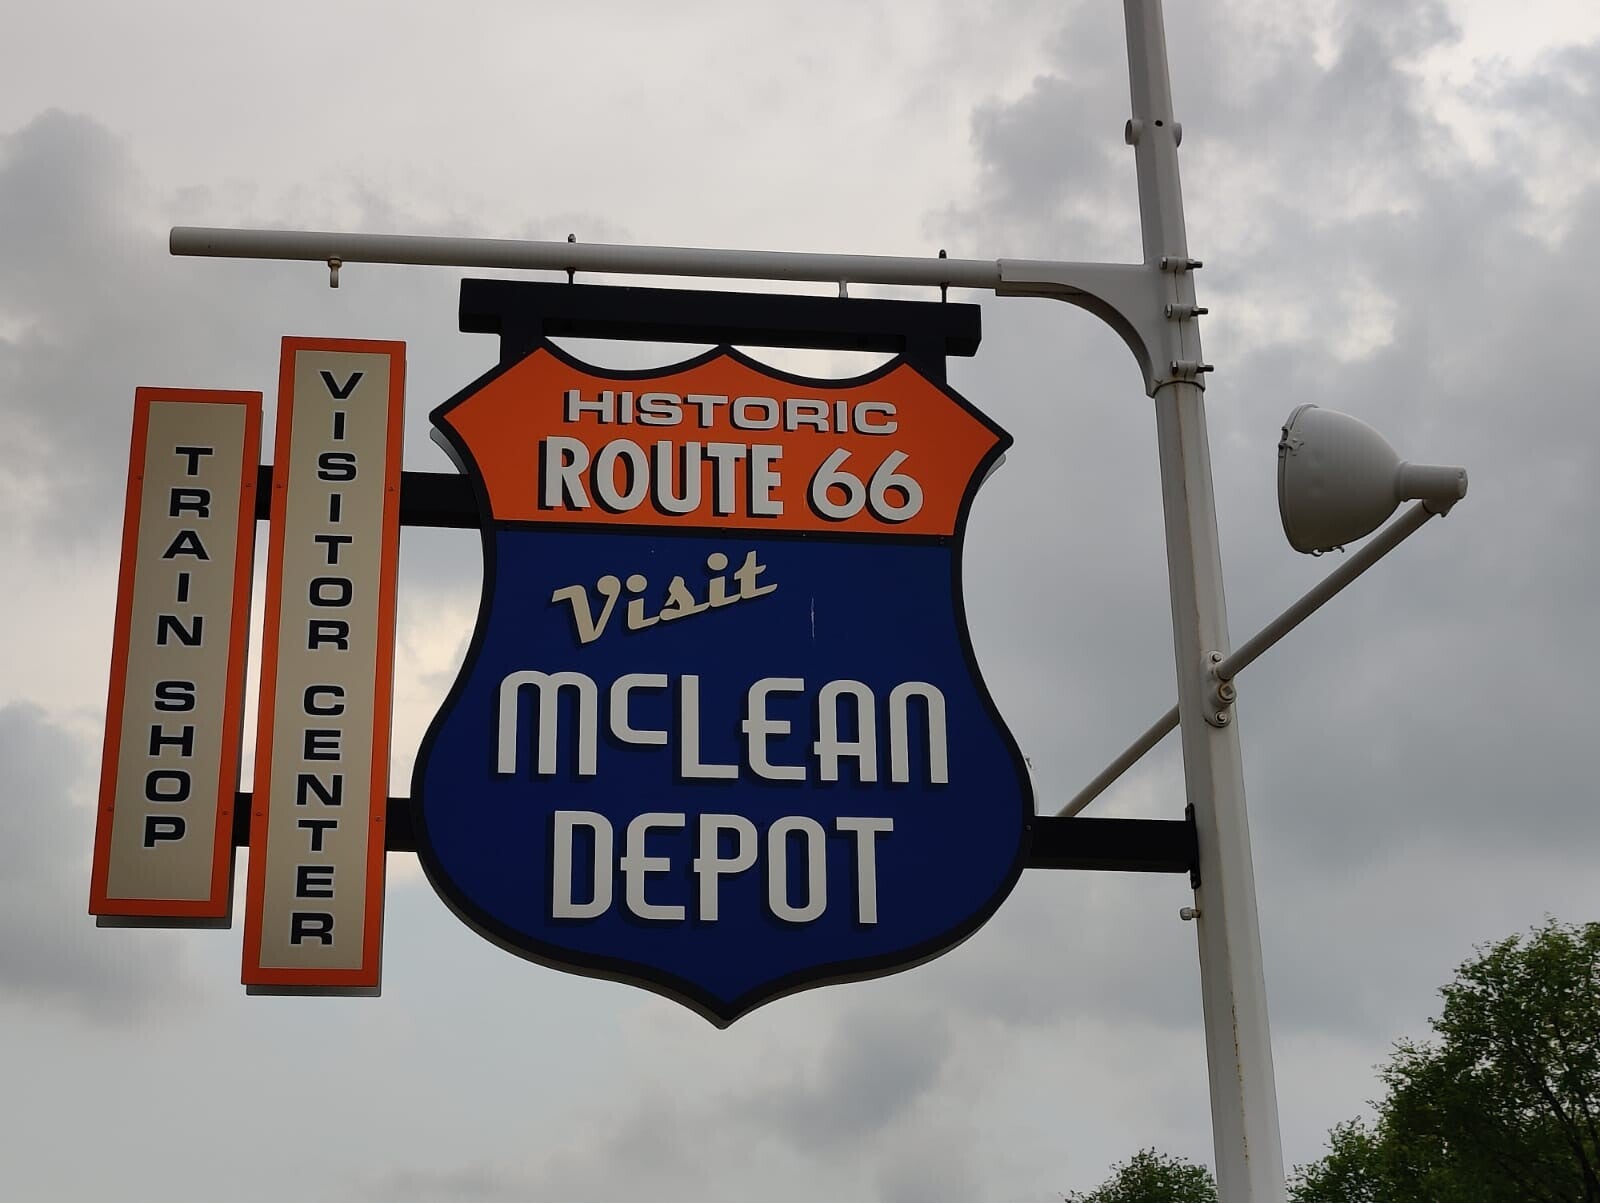 TRAIN SHOP
VISITOR CENTER
HISTORIC
ROUTE 66
Visit
McLEAN
DEPOT